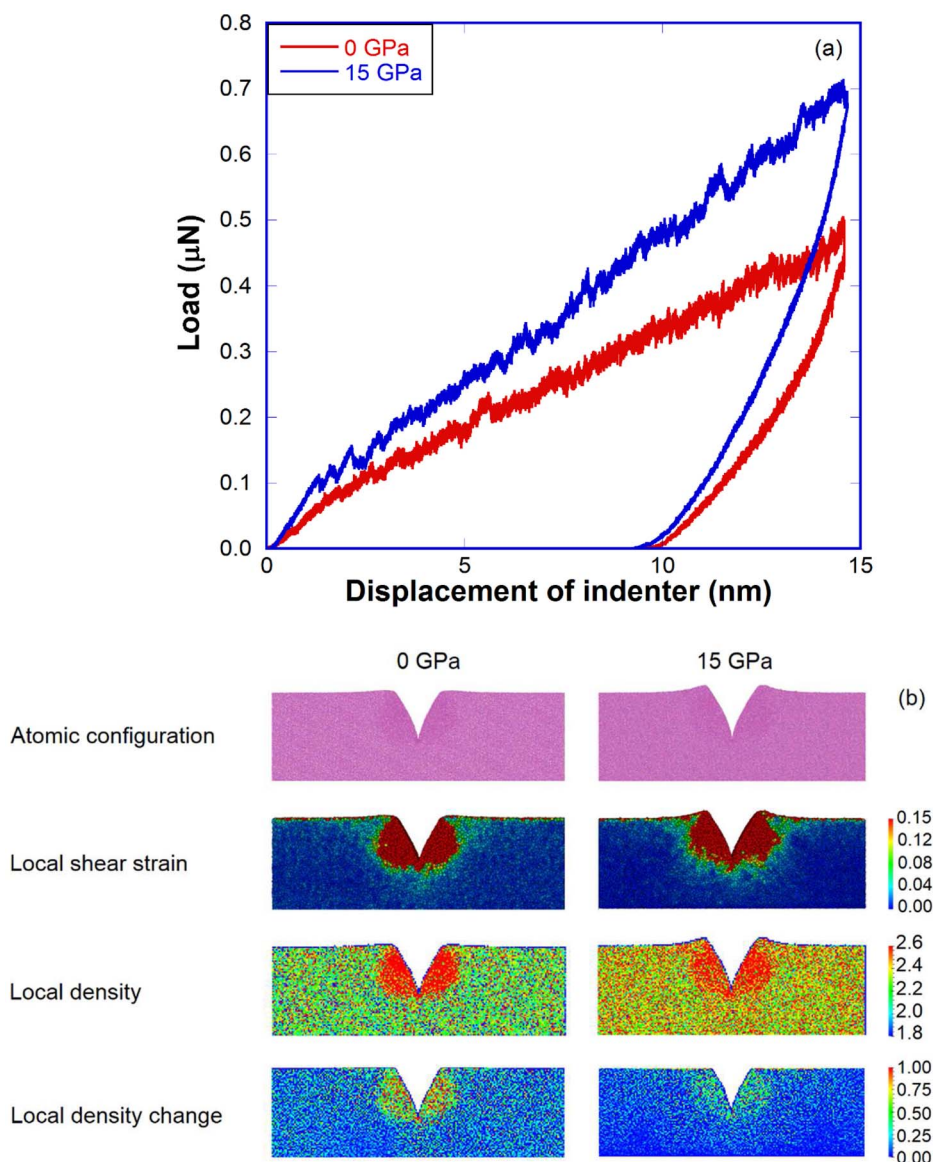 0.8
0 GPa
15 GPa
(a)
0.7
0.6
0.5
0.4
0.3
0.2
0.1
0.0
Load (μN)
0 5 10 15
Displacement of indenter (nm)
0 GPa 15 GPa
(b)
Atomic configuration
Local shear strain
0.15
0.12
0.08
0.04
0.00
Local density
2.6
2.4
2.2
2.0
1.8
Local density change
1.00
0.75
0.50
0.25
0.00